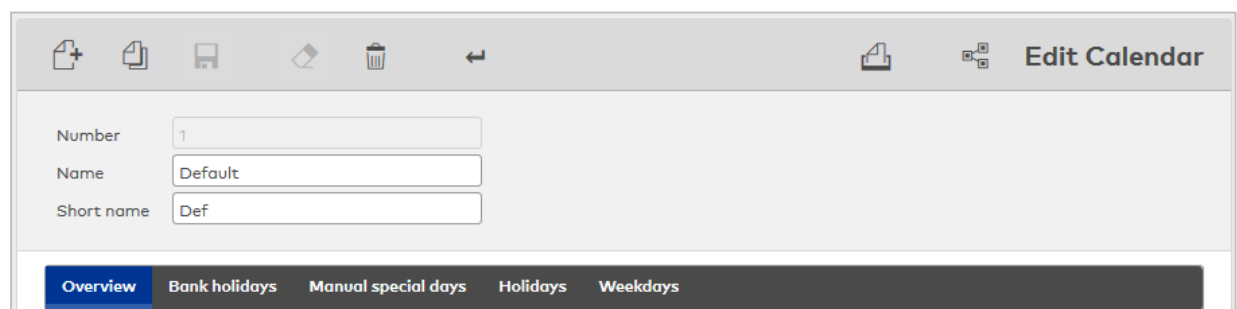 Edit Calendar
Number 1
Name Default
Short name Def
Overview Bank holidays Manual special days Holidays Weekdays